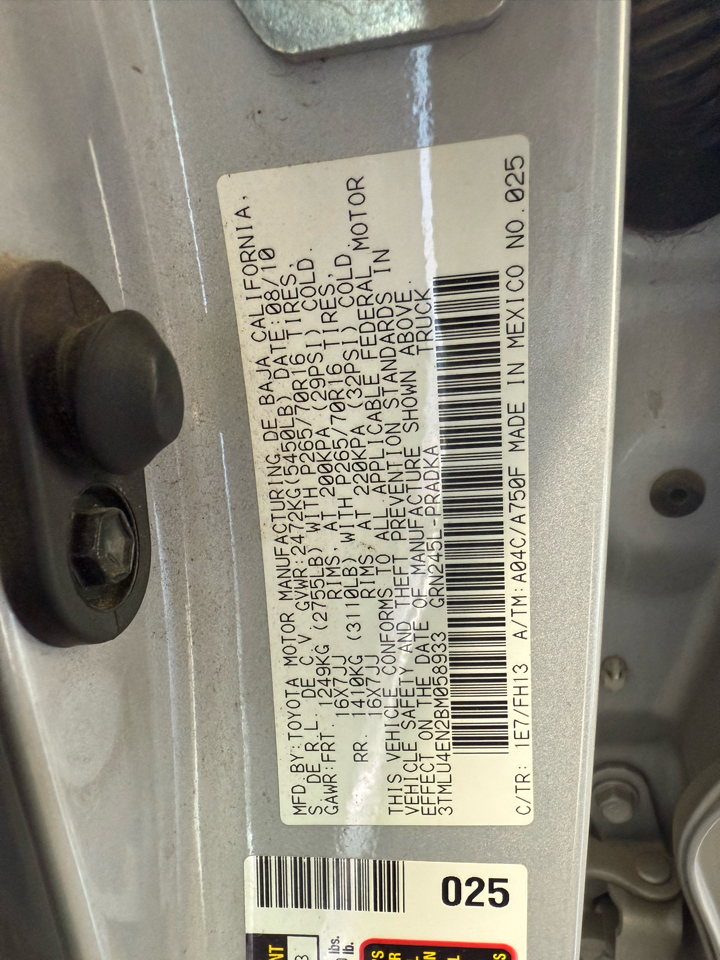 MFD.BY:TOYOTA MOTOR MANUFACTURING DE BAJA CALIFORNIA,
S. DE R.L. DE C.V GVWR:2472KG(5450LB) DATE:08/10
GAWR:FRT. 1249KG (2755LB) WITH P265/70R16 TIRES,
16X7JJ RIMS, AT 200KPA (29PSI) COLD.
RR. 1410KG (3110LB) WITH P265/70R16 TIRES,
16X7JJ RIMS, AT 220KPA (32PSI) COLD.
THIS VEHICLE CONFORMS TO ALL APPLICABLE FEDERAL MOTOR
VEHICLE SAFETY AND THEFT PREVENTION STANDARDS IN
EFFECT ON THE DATE OF MANUFACTURE SHOWN ABOVE.
3TMLU4EN2BM058933 GRN245L-PRADKA TRUCK
C/TR: 1E7/FH13 A/TM:A04C/A750F MADE IN MEXICO NO.025
025
lbs.
lb.